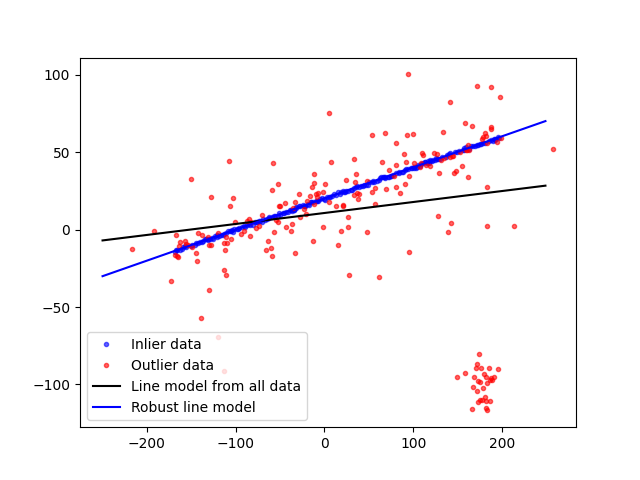 100
50
0
−50
−100
Inlier data
Outlier data
Line model from all data
Robust line model
−200 −100 0 100 200